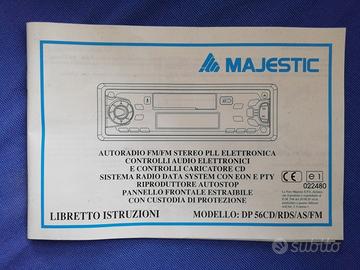 MAJESTIC
AUTORADIO FM/FM STEREO PLL ELETTRONICA
CONTROLLI AUDIO ELETTRONICI
E CONTROLLI CARICATORE CD
SISTEMA RADIO DATA SYSTEM CON EON E PTY
RIPRODUTTORE AUTOSTOP
PANNELLO FRONTALE ESTRAIBILE
CON CUSTODIA DI PROTEZIONE
CE e1
022480
LIBRETTO ISTRUZIONI
MODELLO: DP 56CD/RDS/AS/FM
subito